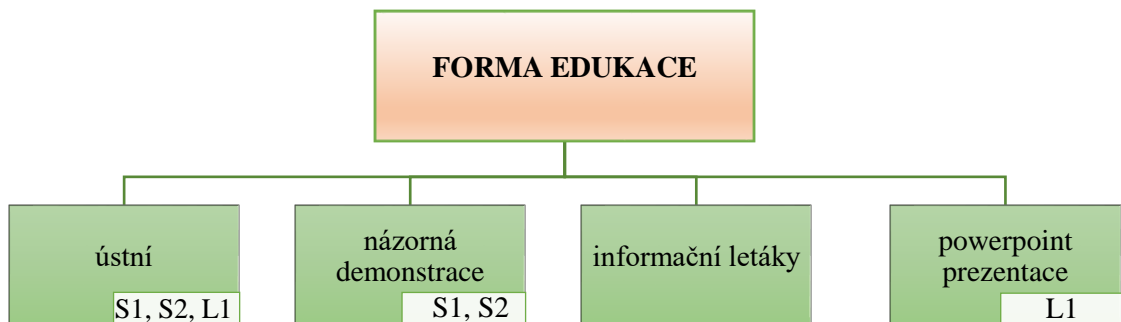 FORMA EDUKACE
ústní
S1, S2, L1
názorná
demonstrace
S1, S2
informační letáky
powerpoint
prezentace
L1